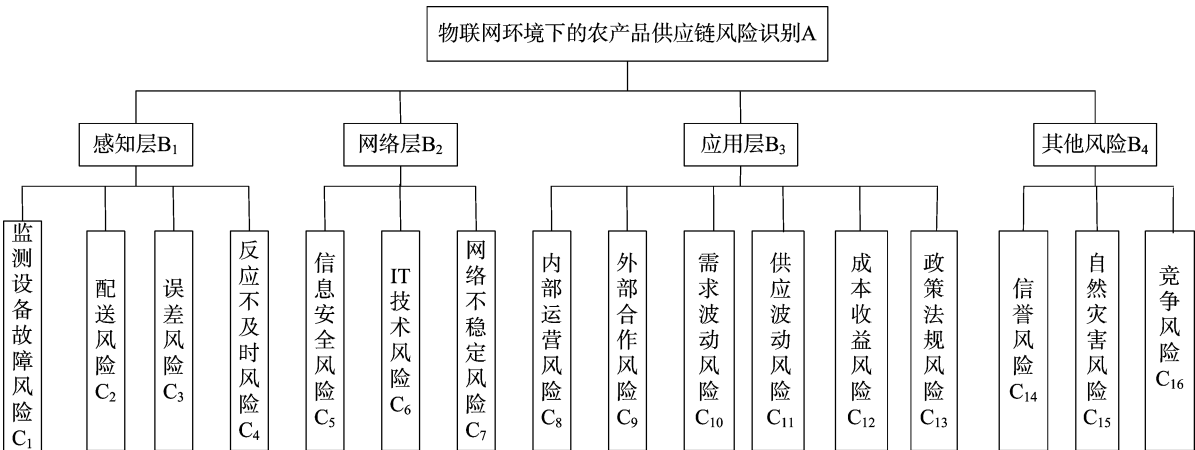 物联网环境下的农产品供应链风险识别A
感知层B₁
网络层B₂
应用层B₃
其他风险B₄
监测设备故障风险C₁
配送风险C₂
误差风险C₃
反应不及时风险C₄
信息安全风险C₅
IT技术风险C₆
网络不稳定风险C₇
内部运营风险C₈
外部合作风险C₉
需求波动风险C₁₀
供应波动风险C₁₁
成本收益风险C₁₂
政策法规风险C₁₃
信誉风险C₁₄
自然灾害风险C₁₅
竞争风险C₁₆